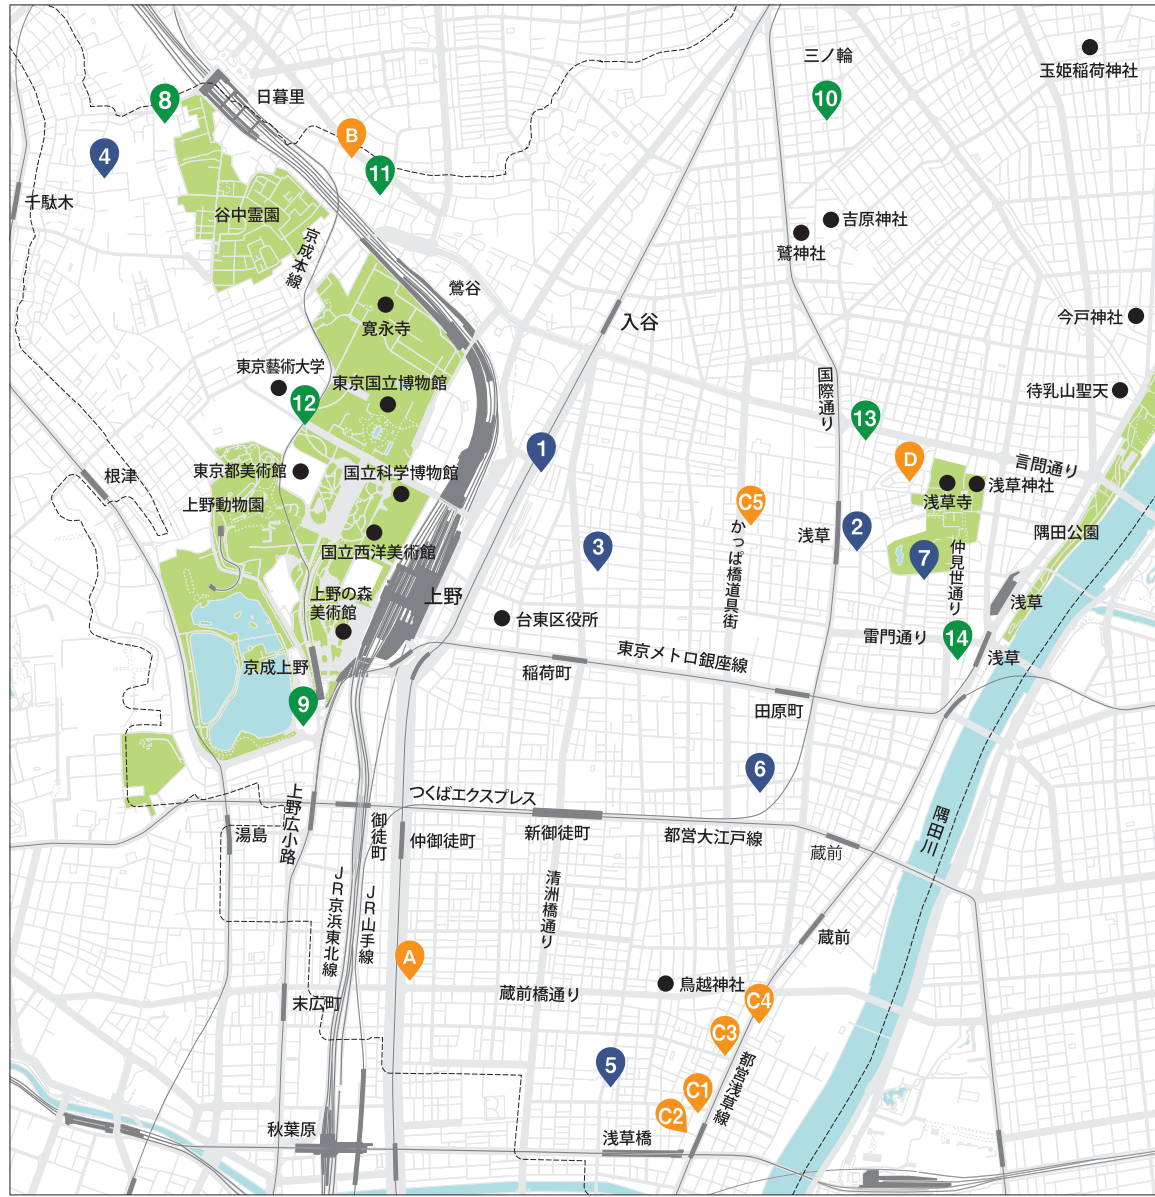 三ノ輪
玉姫稲荷神社
日暮里
8
10
B
4
11
千駄木
谷中霊園
吉原神社
鷲神社
京成本線
鶯谷
寛永寺
入谷
今戸神社
東京藝術大学
東京国立博物館
国際通り
待乳山聖天
12
13
1
D
言問通り
根津
東京都美術館
国立科学博物館
浅草寺
浅草神社
上野動物園
C5
かっぱ橋道具街
浅草
2
隅田公園
国立西洋美術館
3
7
仲見世通り
上野の森
美術館
上野
台東区役所
浅草
雷門通り
14
浅草
京成上野
稲荷町
東京メトロ銀座線
9
田原町
6
上野広小路
つくばエクスプレス
湯島
御徒町
仲御徒町
新御徒町
都営大江戸線
蔵前
隅田川
JR京浜東北線
JR山手線
清洲橋通り
蔵前
A
末広町
蔵前橋通り
鳥越神社
C4
C3
5
都営浅草線
C1
C2
秋葉原
浅草橋